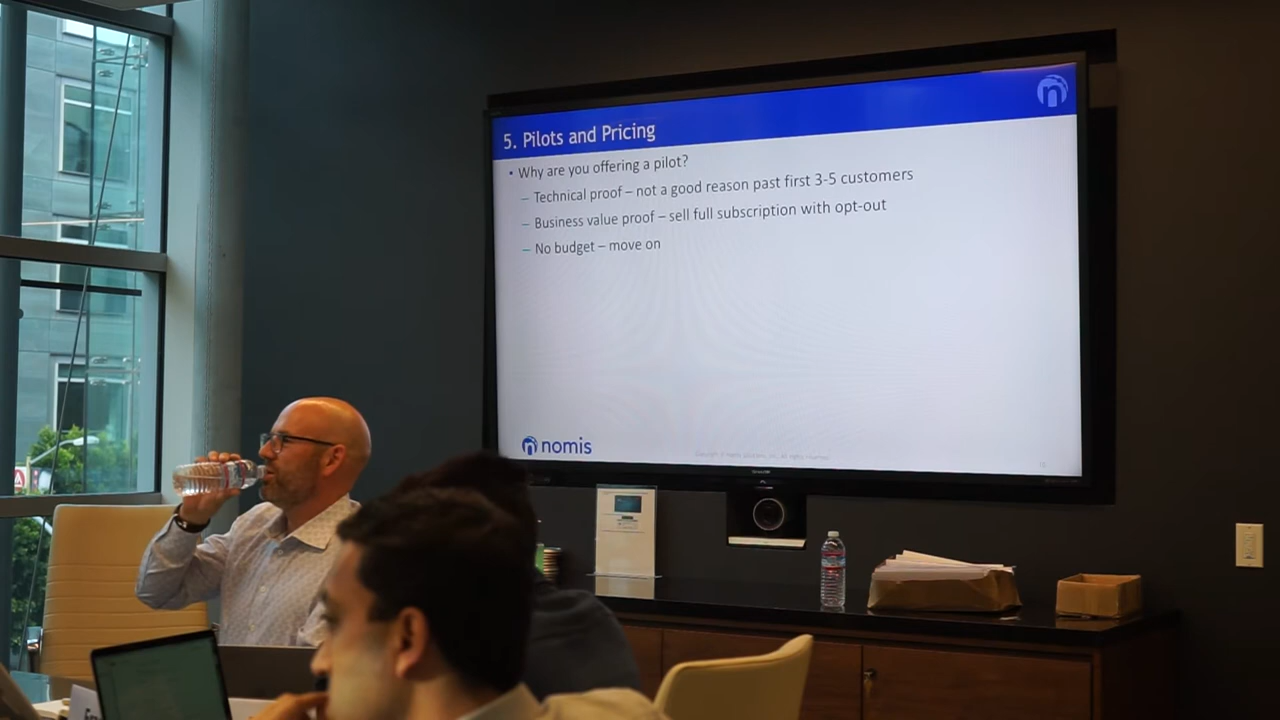 5. Pilots and Pricing
• Why are you offering a pilot?
– Technical proof – not a good reason past first 3-5 customers
– Business value proof – sell full subscription with opt-out
– No budget – move on
nomis